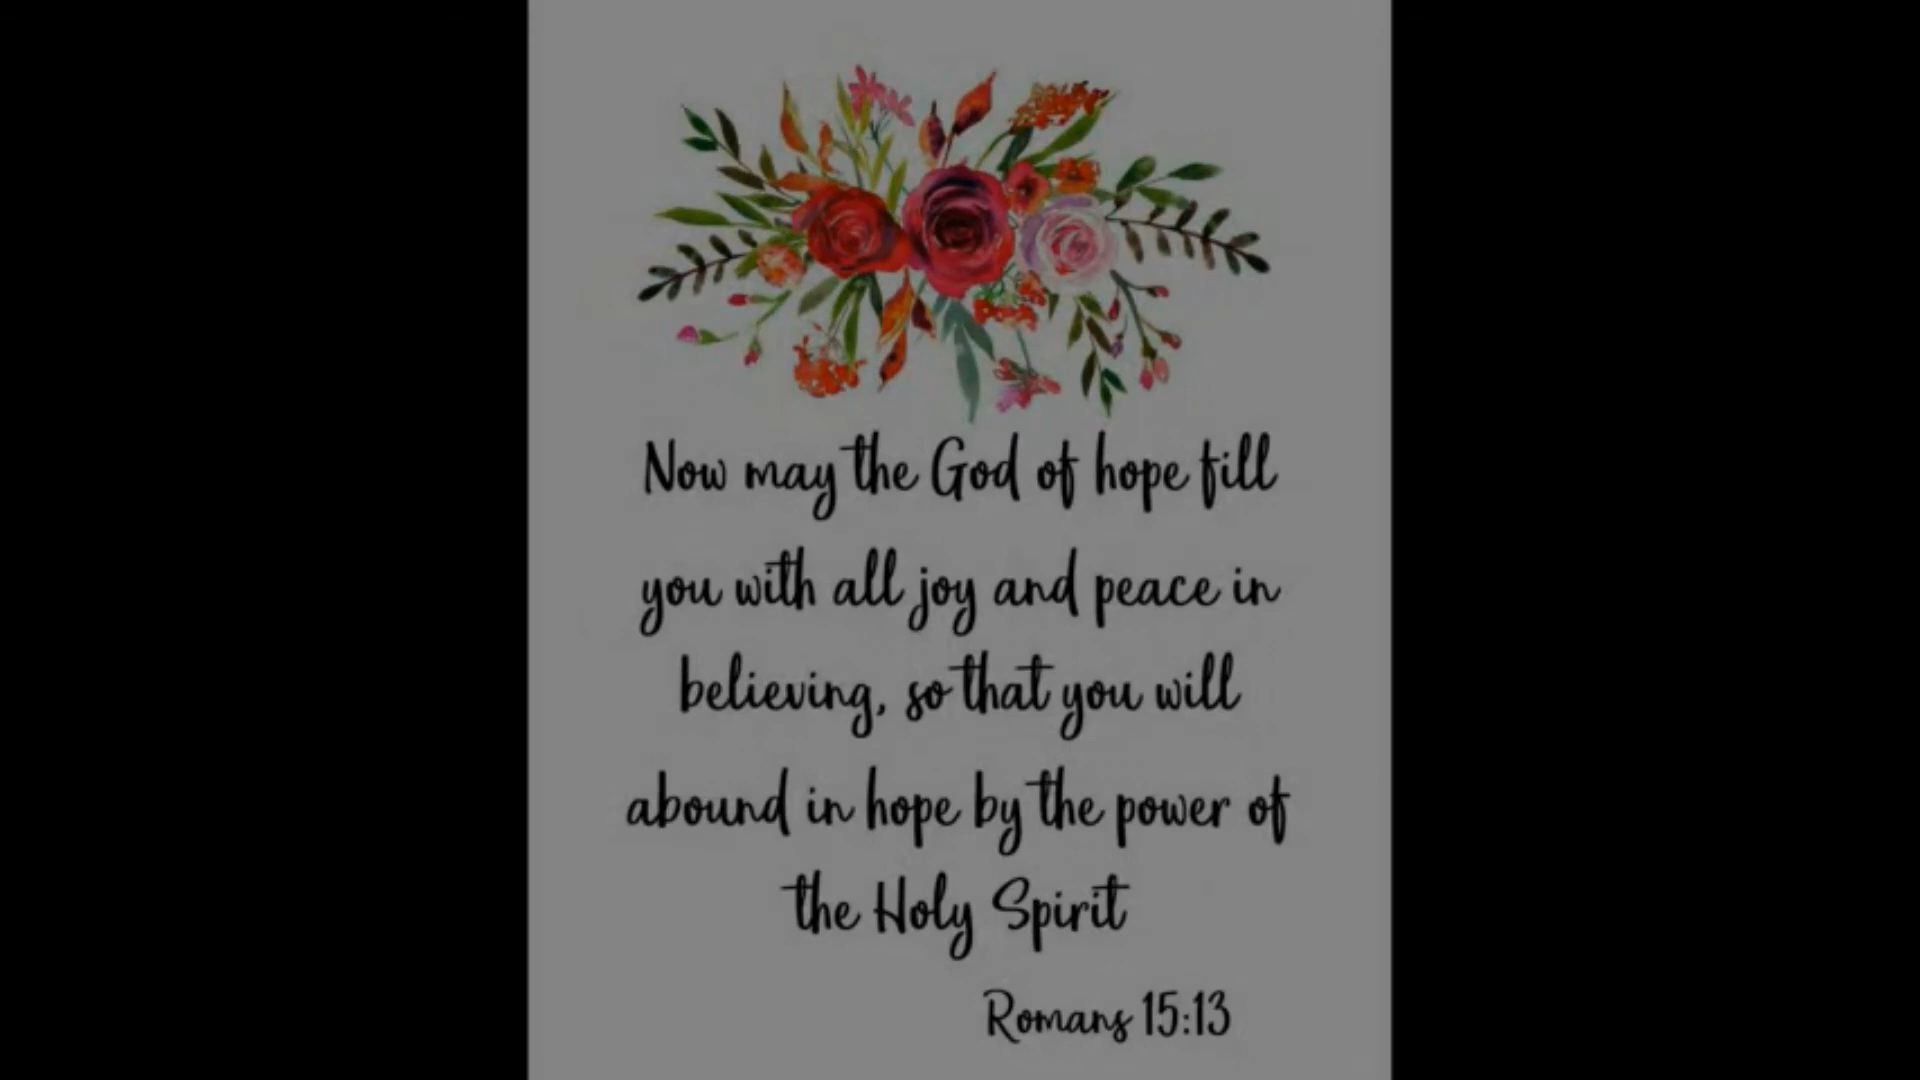 Now may the God of hope fill
you with all joy and peace in
believing, so that you will
abound in hope by the power of
the Holy Spirit
Romans 15:13